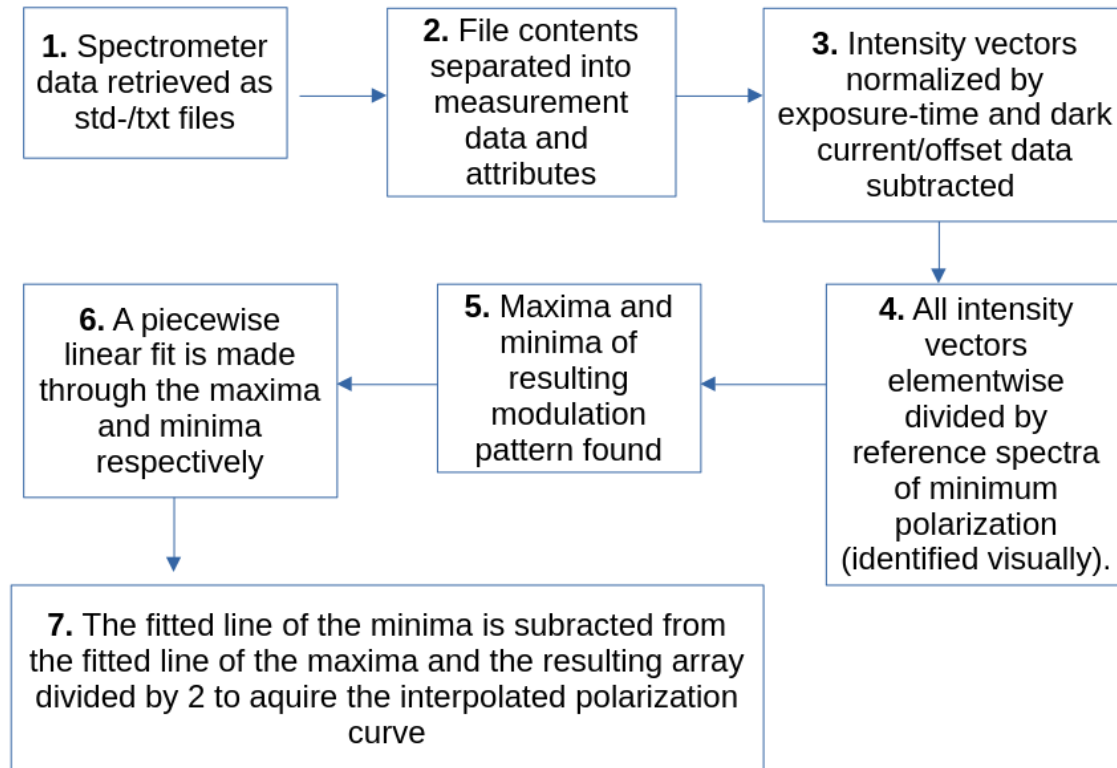 1. Spectrometer
data retrieved as
std-/txt files
2. File contents
separated into
measurement
data and
attributes
3. Intensity vectors
normalized by
exposure-time and dark
current/offset data
subtracted
4. All intensity
vectors
elementwise
divided by
reference spectra
of minimum
polarization
(identified visually).
5. Maxima and
minima of
resulting
modulation
pattern found
6. A piecewise
linear fit is made
through the maxima
and minima
respectively
7. The fitted line of the minima is subracted from
the fitted line of the maxima and the resulting array
divided by 2 to aquire the interpolated polarization
curve